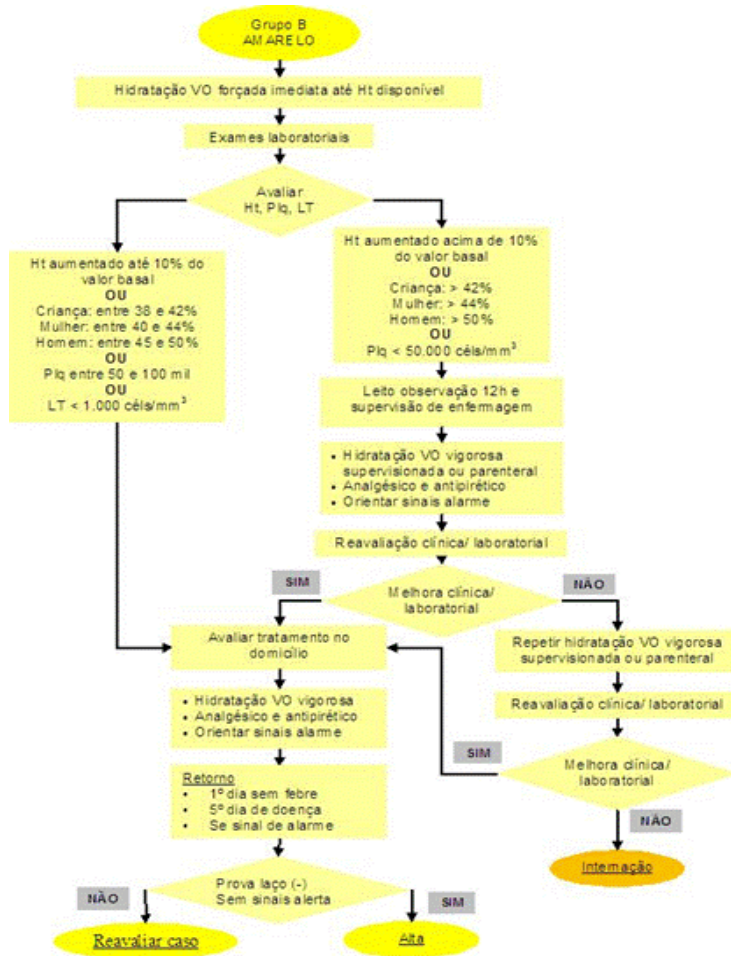 Grupo B
AMARELO
Hidratação VO forçada imediata até Ht disponível
Exames laboratoriais
Avaliar
Ht, Plq, LT
Ht aumentado até 10% do
valor basal
OU
Criança: entre 38 e 42%
Mulher: entre 40 e 44%
Homem: entre 45 e 50%
OU
Plq entre 50 e 100 mil
OU
LT < 1.000 céls/mm³
Ht aumentado acima de 10%
do valor basal
OU
Criança: > 42%
Mulher: > 44%
Homem: > 50%
OU
Plq < 50.000 céls/mm³
Leito observação 12h e
supervisão de enfermagem
• Hidratação VO vigorosa
supervisionada ou parenteral
• Analgésico e antipirético
• Orientar sinais alarme
Reavaliação clínica/ laboratorial
SIM
Melhora clínica/
laboratorial
NÃO
Avaliar tratamento no
domicílio
Repetir hidratação VO vigorosa
supervisionada ou parenteral
• Hidratação VO vigorosa
• Analgésico e antipirético
• Orientar sinais alarme
Reavaliação clínica/ laboratorial
SIM
Melhora clínica/
laboratorial
NÃO
Internação
Retorno
• 1º dia sem febre
• 5º dia de doença
• Se sinal de alarme
NÃO
Prova laço (-)
Sem sinais alerta
SIM
Reavaliar caso
Alta